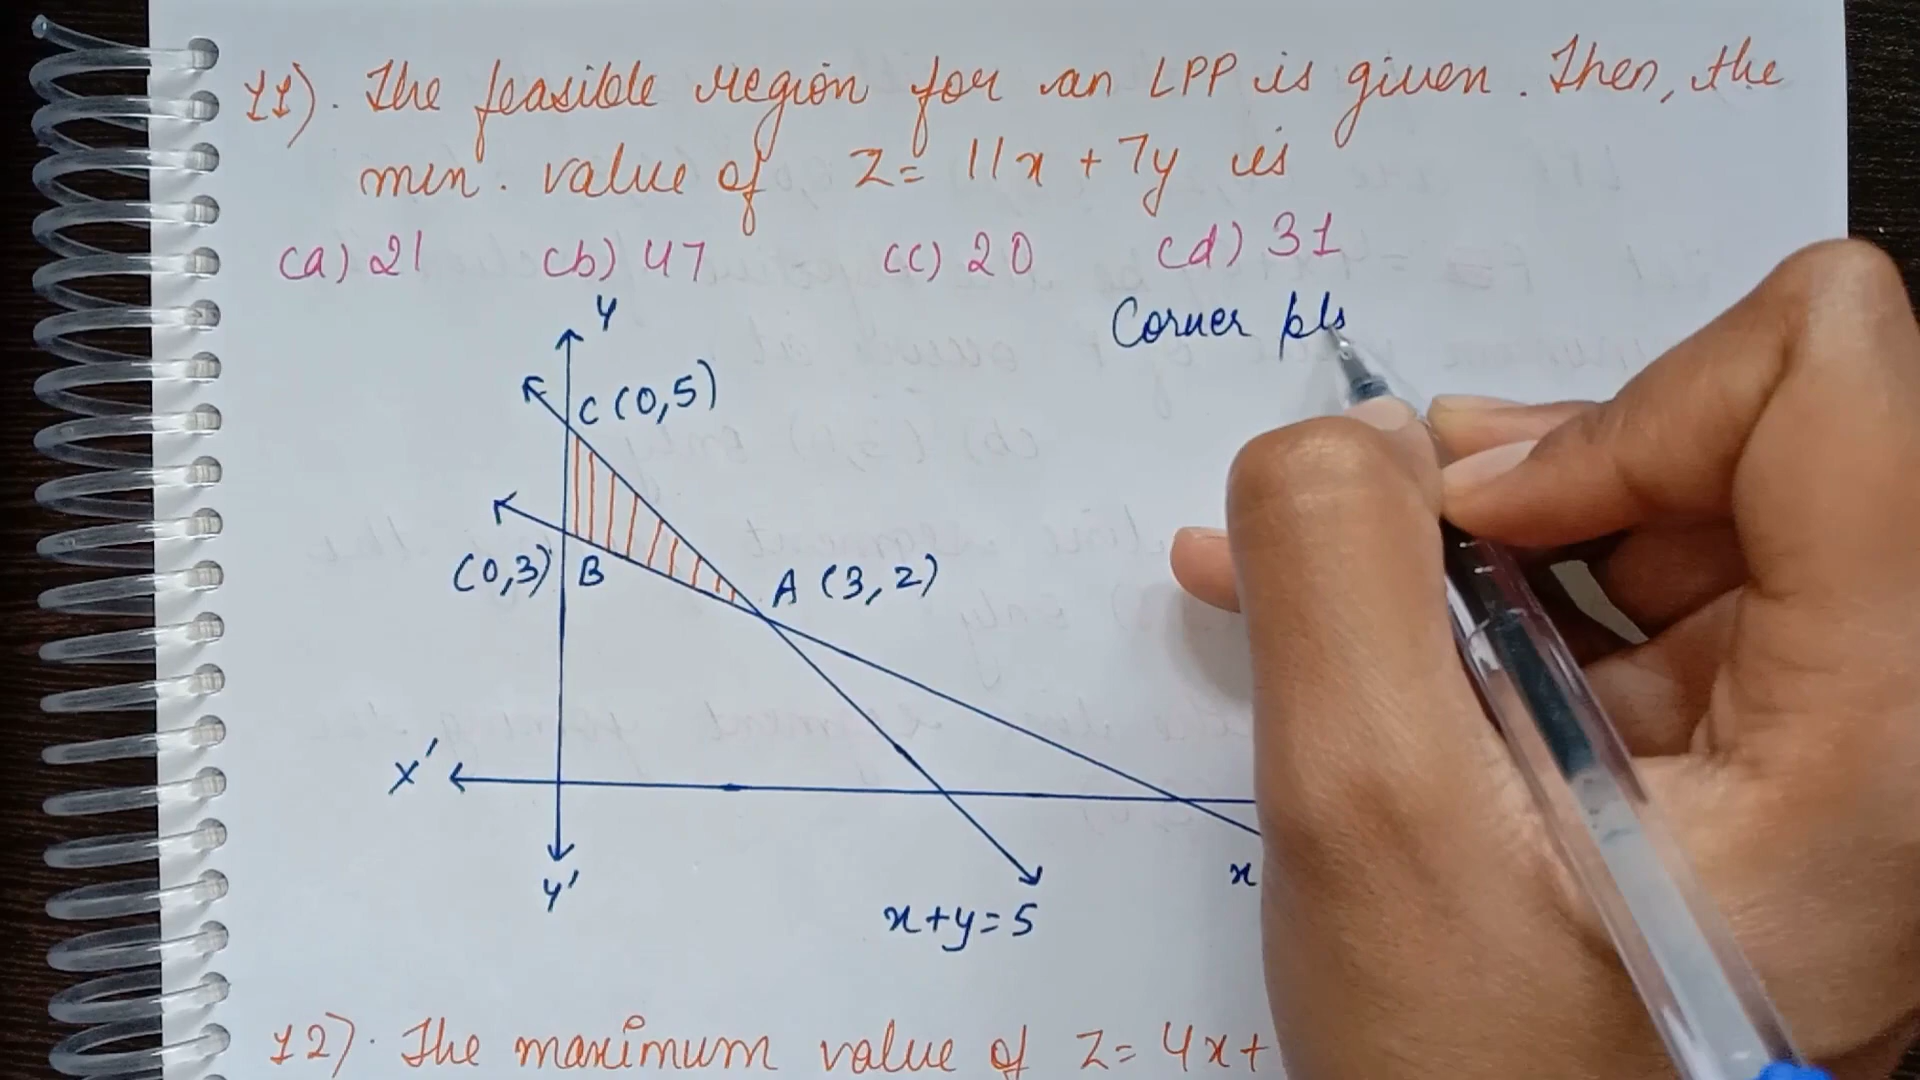 11). The feasible region for an LPP is given. Then, the
min. value of Z = 11x + 7y is
(a) 21 (b) 47 (c) 20 (d) 31
Corner pts
Y
C (0,5)
(0,3) B
A (3,2)
X'
Y'
x
x+y=5
12). The maximum value of Z = 4x+